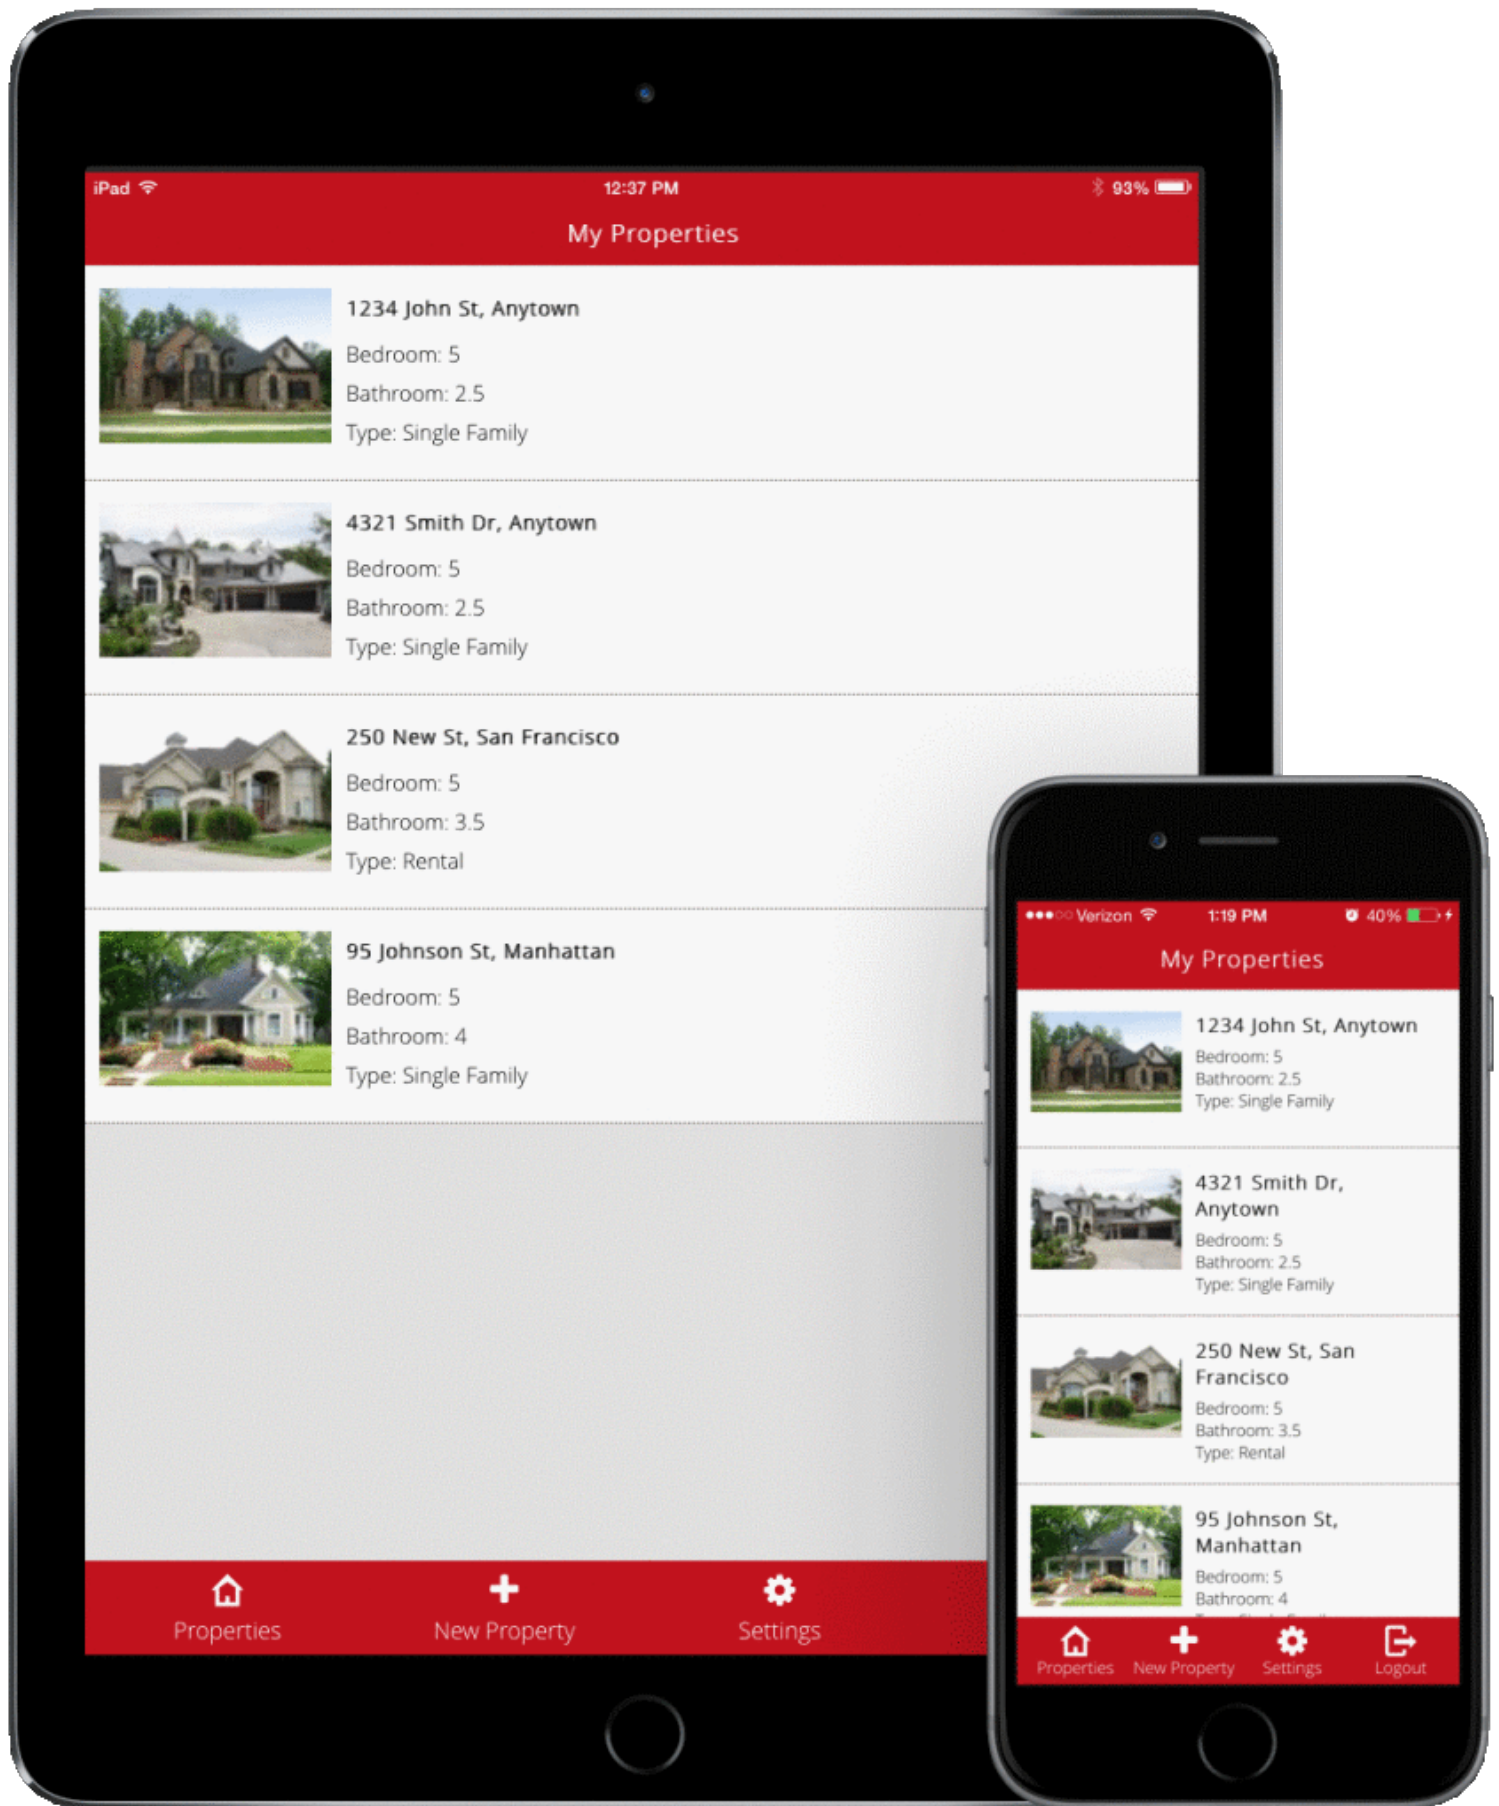 iPad
12:37 PM
93%
My Properties
1234 John St, Anytown
Bedroom: 5
Bathroom: 2.5
Type: Single Family
4321 Smith Dr, Anytown
Bedroom: 5
Bathroom: 2.5
Type: Single Family
250 New St, San Francisco
Bedroom: 5
Bathroom: 3.5
Type: Rental
95 Johnson St, Manhattan
Bedroom: 5
Bathroom: 4
Type: Single Family
Properties
New Property
Settings
Verizon
1:19 PM
40%
My Properties
1234 John St, Anytown
Bedroom: 5
Bathroom: 2.5
Type: Single Family
4321 Smith Dr,
Anytown
Bedroom: 5
Bathroom: 2.5
Type: Single Family
250 New St, San
Francisco
Bedroom: 5
Bathroom: 3.5
Type: Rental
95 Johnson St,
Manhattan
Bedroom: 5
Bathroom: 4
Properties
New Property
Settings
Logout